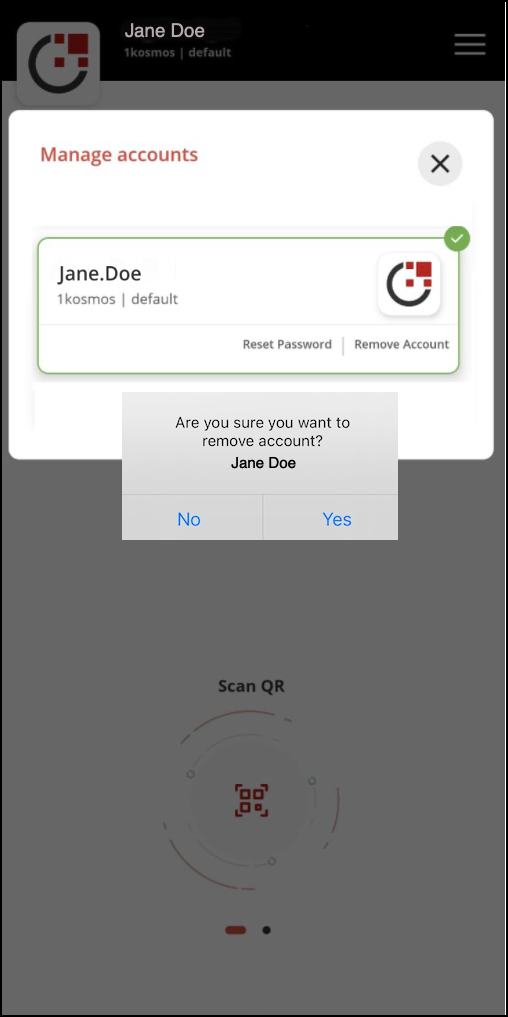 Jane Doe
1kosmos | default
Manage accounts
Jane.Doe
1kosmos | default
Reset Password | Remove Account
Are you sure you want to
remove account?
Jane Doe
No Yes
Scan QR